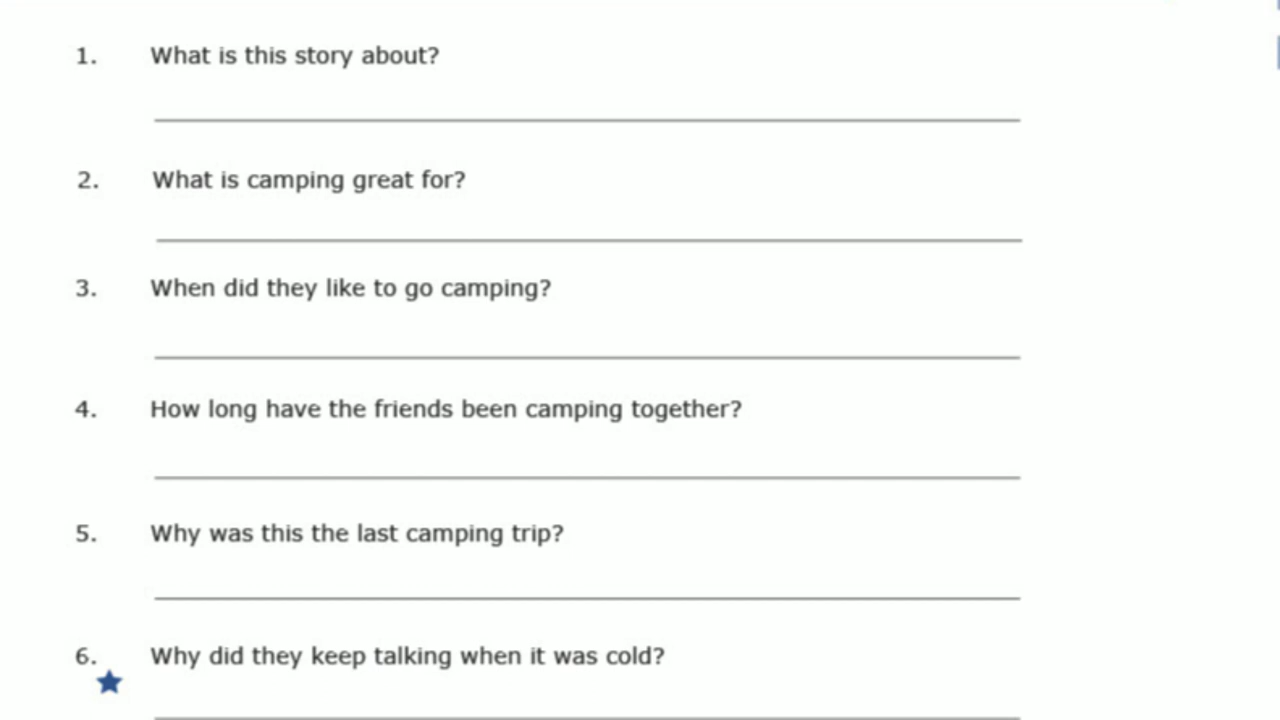 1. What is this story about?
2. What is camping great for?
3. When did they like to go camping?
4. How long have the friends been camping together?
5. Why was this the last camping trip?
6. Why did they keep talking when it was cold?